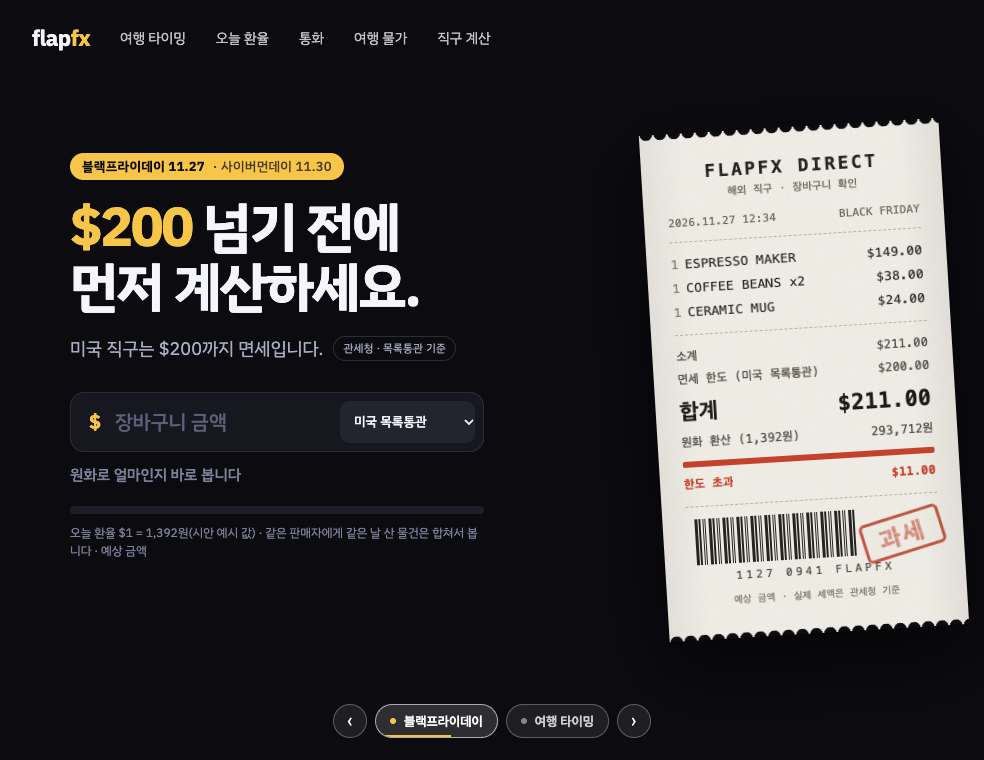 flapfx 여행 타이밍 오늘 환율 통화 여행 물가 직구 계산
블랙프라이데이 11.27 · 사이버먼데이 11.30
$200 넘기 전에
먼저 계산하세요.
미국 직구는 $200까지 면세입니다. 관세청 · 목록통관 기준
$ 장바구니 금액 미국 목록통관
원화로 얼마인지 바로 봅니다
오늘 환율 $1 = 1,392원(시안 예시 값) · 같은 판매자에게 같은 날 산 물건은 합쳐서 봅
니다 · 예상 금액
FLAPFX DIRECT
해외 직구 · 장바구니 확인
2026.11.27 12:34 BLACK FRIDAY
1 ESPRESSO MAKER $149.00
1 COFFEE BEANS x2 $38.00
1 CERAMIC MUG $24.00
소계 $211.00
면세 한도 (미국 목록통관) $200.00
합계 $211.00
원화 환산 (1,392원) 293,712원
한도 초과 $11.00
과세
1127 0941 FLAPFX
예상 금액 · 실제 세액은 관세청 기준
‹ 블랙프라이데이 여행 타이밍 ›